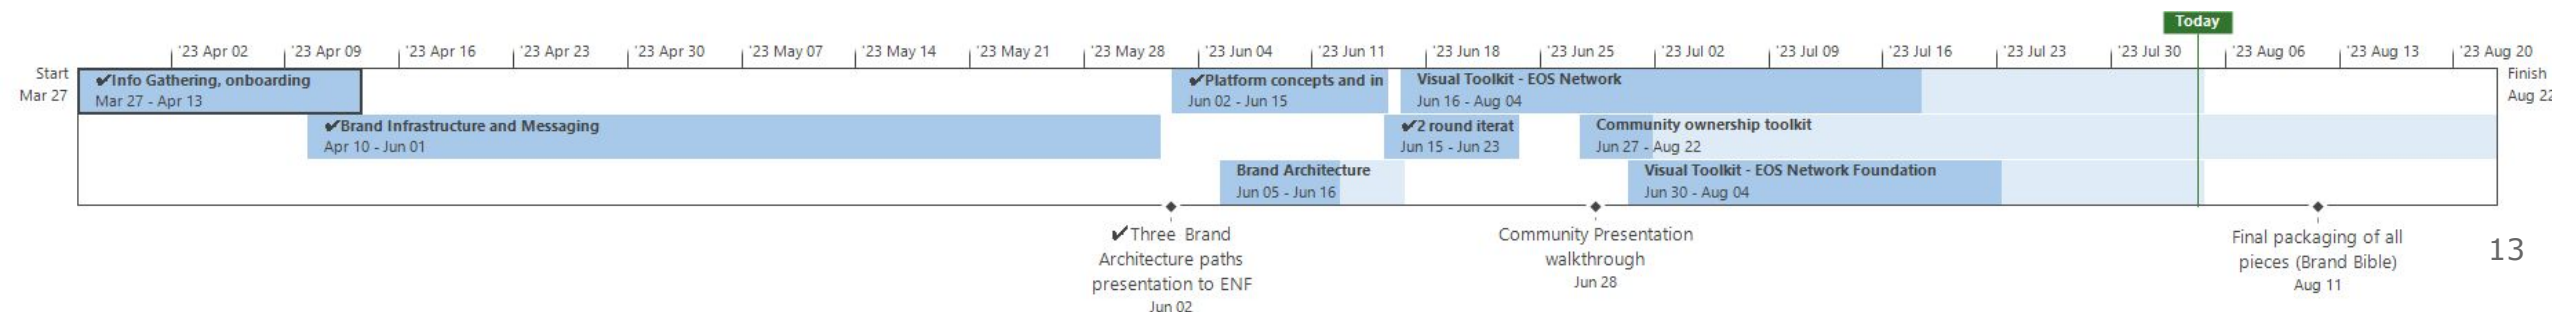 Today
'23 Apr 02 '23 Apr 09 '23 Apr 16 '23 Apr 23 '23 Apr 30 '23 May 07 '23 May 14 '23 May 21 '23 May 28 '23 Jun 04 '23 Jun 11 '23 Jun 18 '23 Jun 25 '23 Jul 02 '23 Jul 09 '23 Jul 16 '23 Jul 23 '23 Jul 30 '23 Aug 06 '23 Aug 13 '23 Aug 20
Start
Mar 27
✔Info Gathering, onboarding
Mar 27 - Apr 13
✔Platform concepts and in
Jun 02 - Jun 15
Visual Toolkit - EOS Network
Jun 16 - Aug 04
Finish
Aug 22
✔Brand Infrastructure and Messaging
Apr 10 - Jun 01
✔2 round iterat
Jun 15 - Jun 23
Community ownership toolkit
Jun 27 - Aug 22
Brand Architecture
Jun 05 - Jun 16
Visual Toolkit - EOS Network Foundation
Jun 30 - Aug 04
✔Three Brand
Architecture paths
presentation to ENF
Jun 02
Community Presentation
walkthrough
Jun 28
Final packaging of all
pieces (Brand Bible)
Aug 11
13